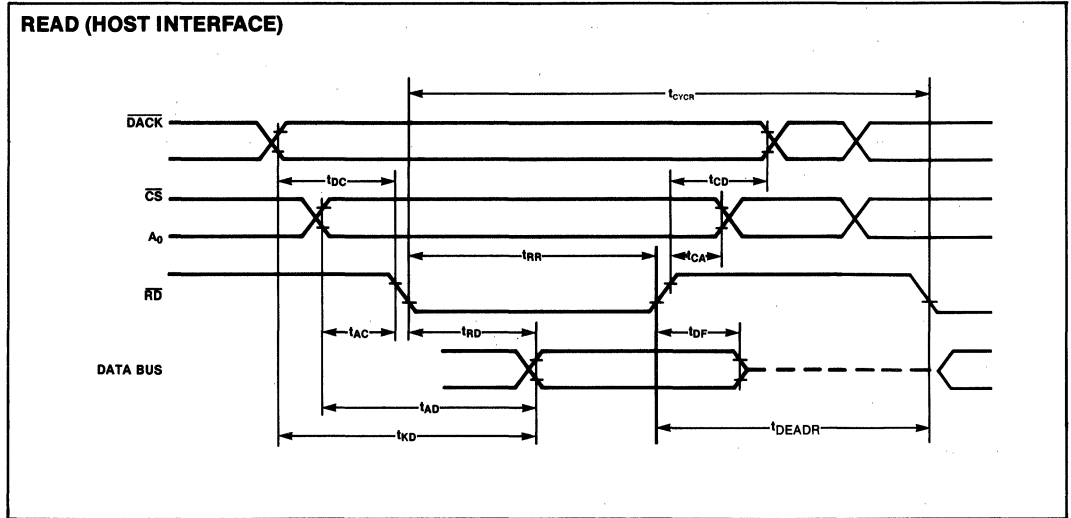 READ (HOST INTERFACE)
tCYCR
DACK
tDC
tCD
CS
A0
tRR
tCA
RD
tAC
tRD
tDF
DATA BUS
tAD
tDEADR
tKD